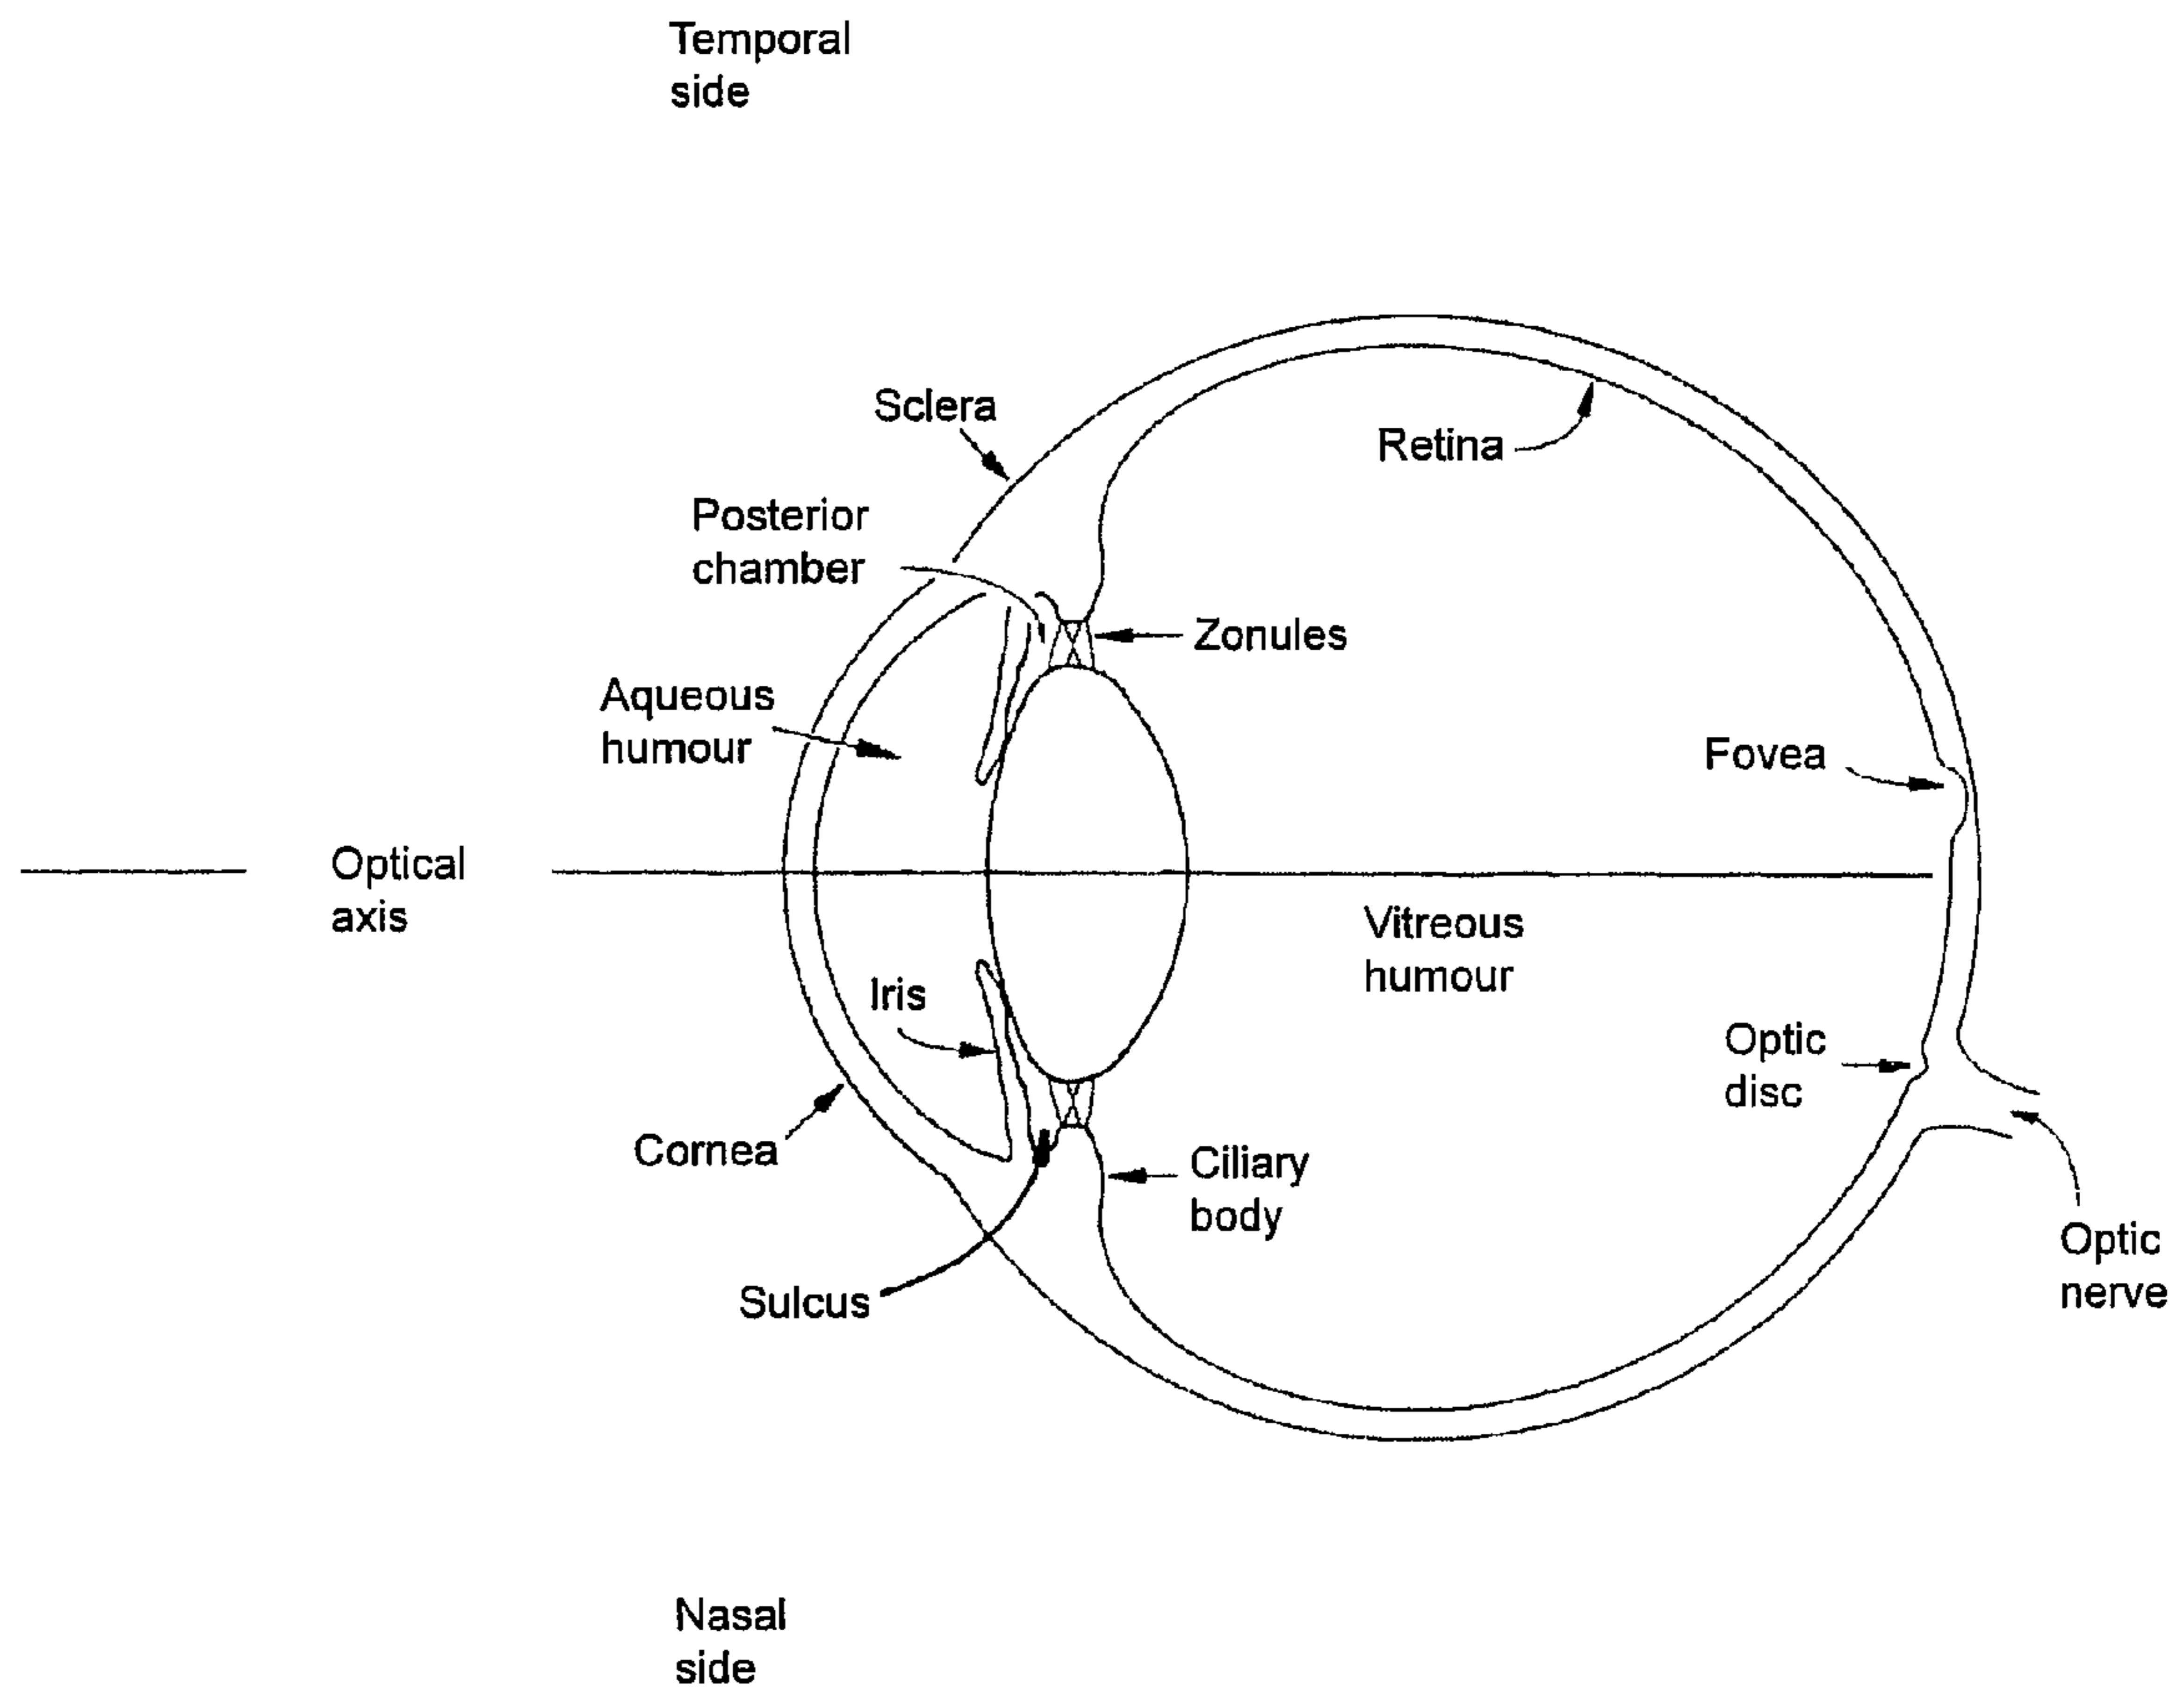 Temporal
side
Sclera
Retina
Posterior
chamber
Zonules
Aqueous
humour
Fovea
Optical
axis
Vitreous
humour
Iris
Optic
disc
Cornea
Ciliary
body
Optic
nerve
Sulcus
Nasal
side